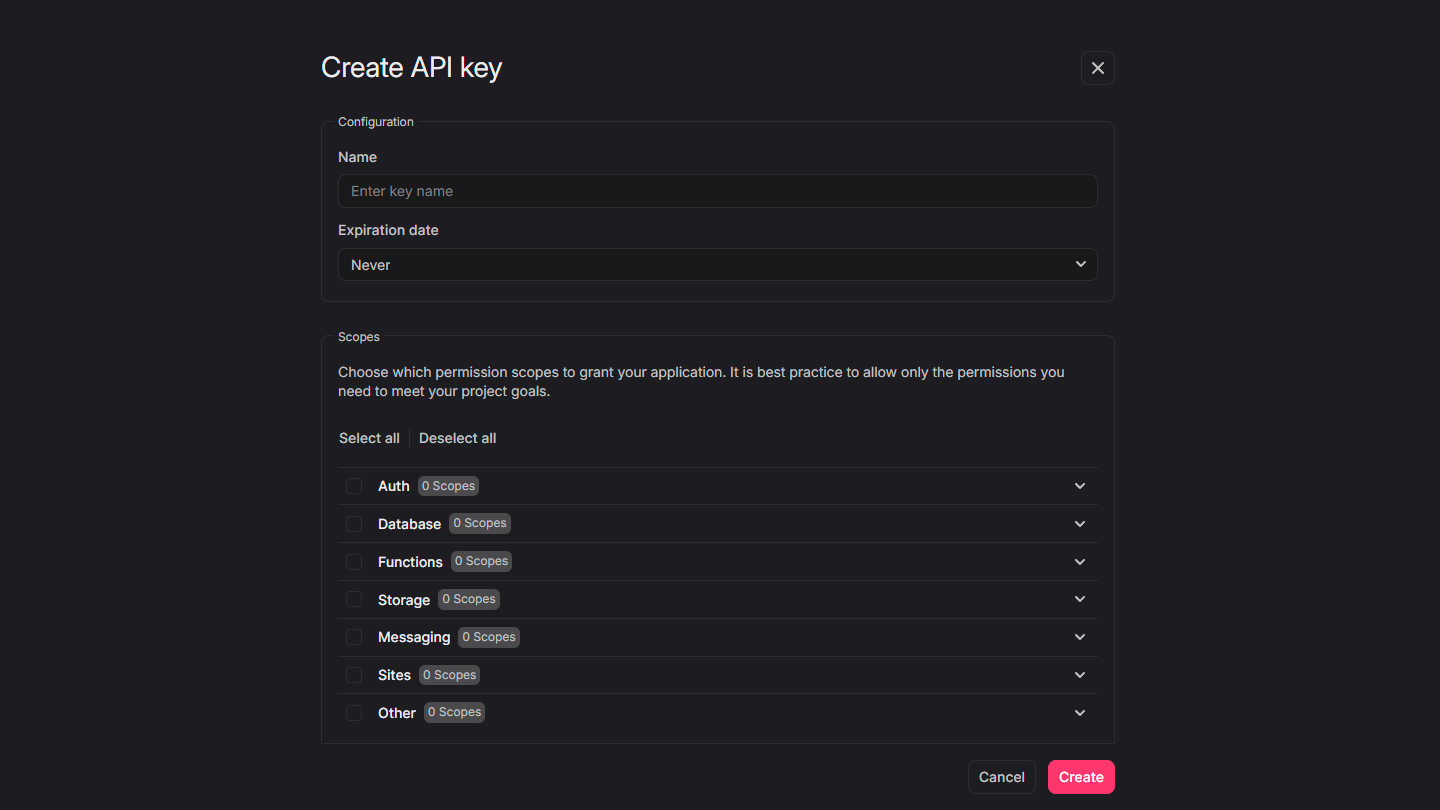 Create API key
Configuration
Name
Enter key name
Expiration date
Never
Scopes
Choose which permission scopes to grant your application. It is best practice to allow only the permissions you
need to meet your project goals.
Select all Deselect all
Auth 0 Scopes
Database 0 Scopes
Functions 0 Scopes
Storage 0 Scopes
Messaging 0 Scopes
Sites 0 Scopes
Other 0 Scopes
Cancel Create